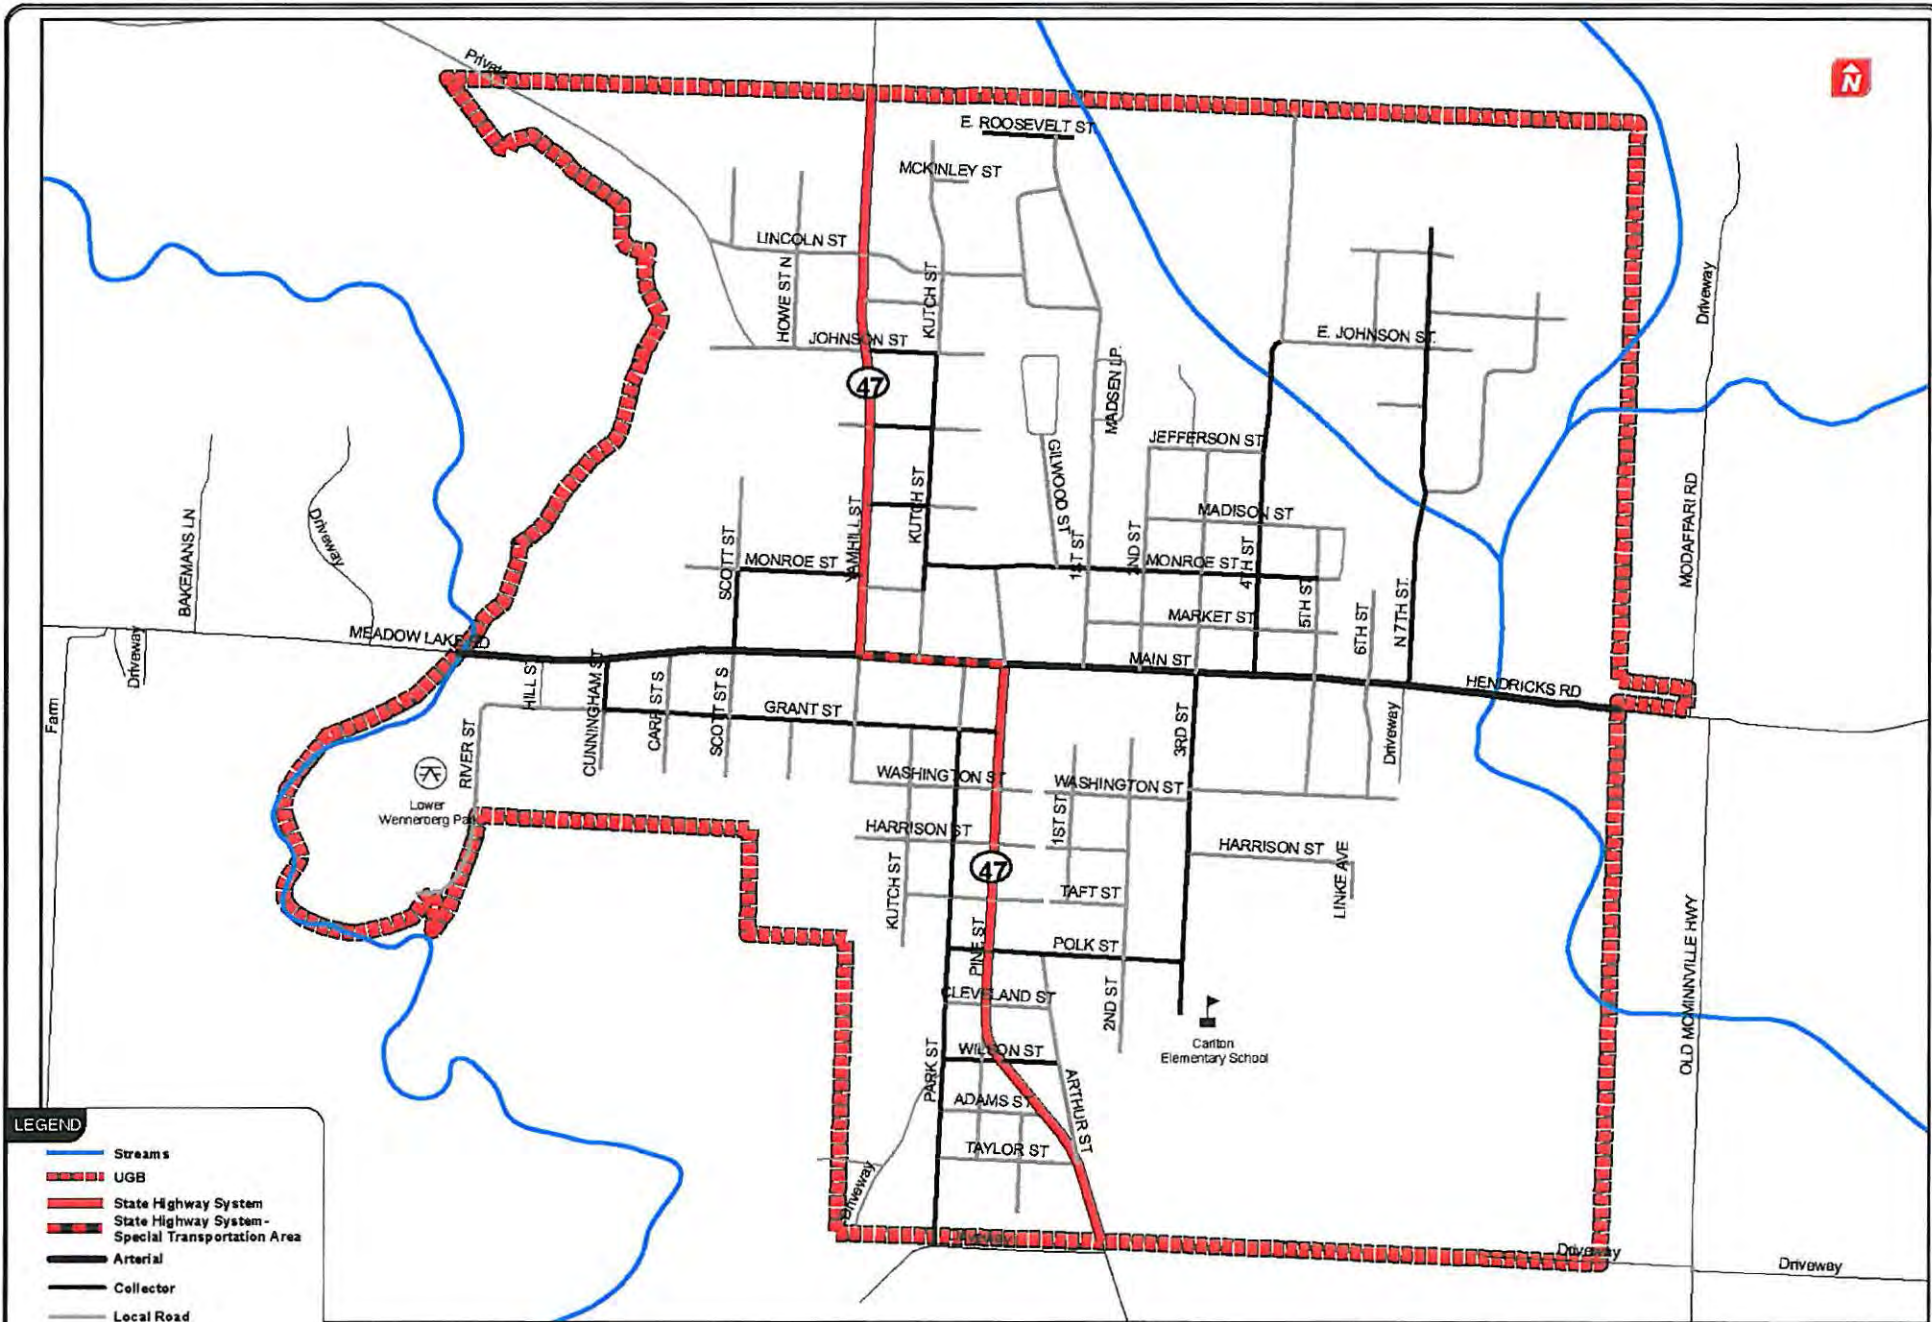 Private
N
E. ROOSEVELT ST.
MCKINLEY ST
LINCOLN ST
HOWE ST N
KUTCH ST
Driveway
JOHNSON ST
E. JOHNSON ST.
47
MADSEN LP.
JEFFERSON ST
GILWOOD ST
BAKEMANS LN
Driveway
SCOTT ST
MONROE ST
YAMHILL ST
KUTCH ST
1ST ST
2ND ST
MADISON ST
MONROE ST
4TH ST
MARKET ST
5TH ST
6TH ST
N 7TH ST.
MODAFFARI RD
MEADOW LAKE RD
Driveway
Farm
HILL ST
CUNNINGHAM ST
CARR ST S
SCOTT ST S
MAIN ST
HENDRICKS RD
GRANT ST
RIVER ST
3RD ST
Driveway
Lower
Wennerberg Park
WASHINGTON ST
WASHINGTON ST
HARRISON ST
1ST ST
HARRISON ST
LINKE AVE
47
KUTCH ST
TAFT ST
PINE ST
POLK ST
CLEVELAND ST
2ND ST
OLD MCMINNVILLE HWY
Carlton
Elementary School
WILSON ST
PARK ST
ARTHUR ST
ADAMS ST
TAYLOR ST
Driveway
Driveway
Driveway
LEGEND
Streams
UGB
State Highway System
State Highway System -
Special Transportation Area
Arterial
Collector
Local Road